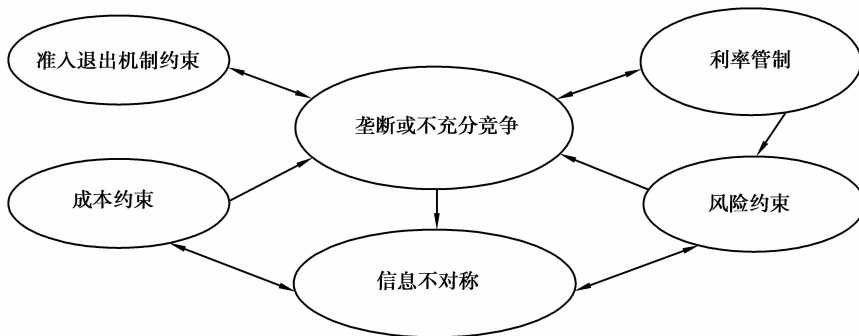 准入退出机制约束
利率管制
垄断或不充分竞争
成本约束
风险约束
信息不对称